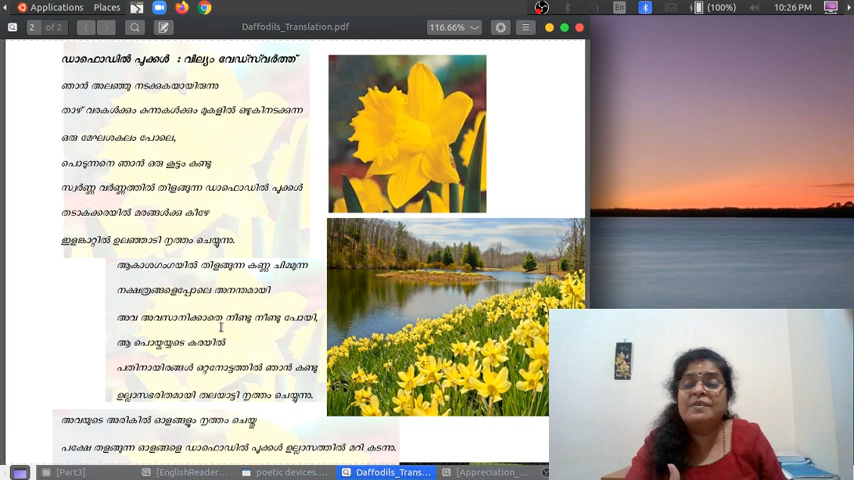 Applications Places En (100%) 10:26 PM
2 of 2 Daffodils_Translation.pdf 116.66%
ഡാഫൊഡിൽ പൂക്കൾ : വില്യം വേഡ്സ്‌വർത്ത്
ഞാൻ അലഞ്ഞു നടക്കുകയായിരുന്നു
താഴ് വരകൾക്കും കുന്നുകൾക്കും മുകളിൽ ഒഴുകിനടക്കുന്ന
ഒരു മേഘശകലം പോലെ,
പൊടുന്നനെ ഞാൻ ഒരു കൂട്ടം കണ്ടു
സ്വർണ്ണ വർണ്ണത്തിൽ തിളങ്ങുന്ന ഡാഫൊഡിൽ പൂക്കൾ
തടാകക്കരയിൽ മരങ്ങൾക്കു കീഴേ
ഇളങ്കാറ്റിൽ ഉലഞ്ഞാടി നൃത്തം ചെയ്യുന്നു.
ആകാശഗംഗയിൽ തിളങ്ങുന്ന കണ്ണു ചിമ്മുന്ന
നക്ഷത്രങ്ങളെപ്പോലെ അനന്തമായി
അവ അവസാനിക്കാതെ നീണ്ടു നീണ്ടു പോയി,
ആ പൊയ്കയുടെ കരയിൽ
പതിനായിരങ്ങൾ ഒറ്റനോട്ടത്തിൽ ഞാൻ കണ്ടു
ഉല്ലാസഭരിതമായി തലയാട്ടി നൃത്തം ചെയ്യുന്നു.
അവയുടെ അരികിൽ ഓളങ്ങളും നൃത്തം ചെയ്തു
പക്ഷേ തിളങ്ങുന്ന ഓളങ്ങളെ ഡാഫൊഡിൽ പൂക്കൾ ഉല്ലാസത്തിൽ മറി കടന്നു.
[Part3] [EnglishReader... poetic devices.... Daffodils_Trans... [Appreciation_...